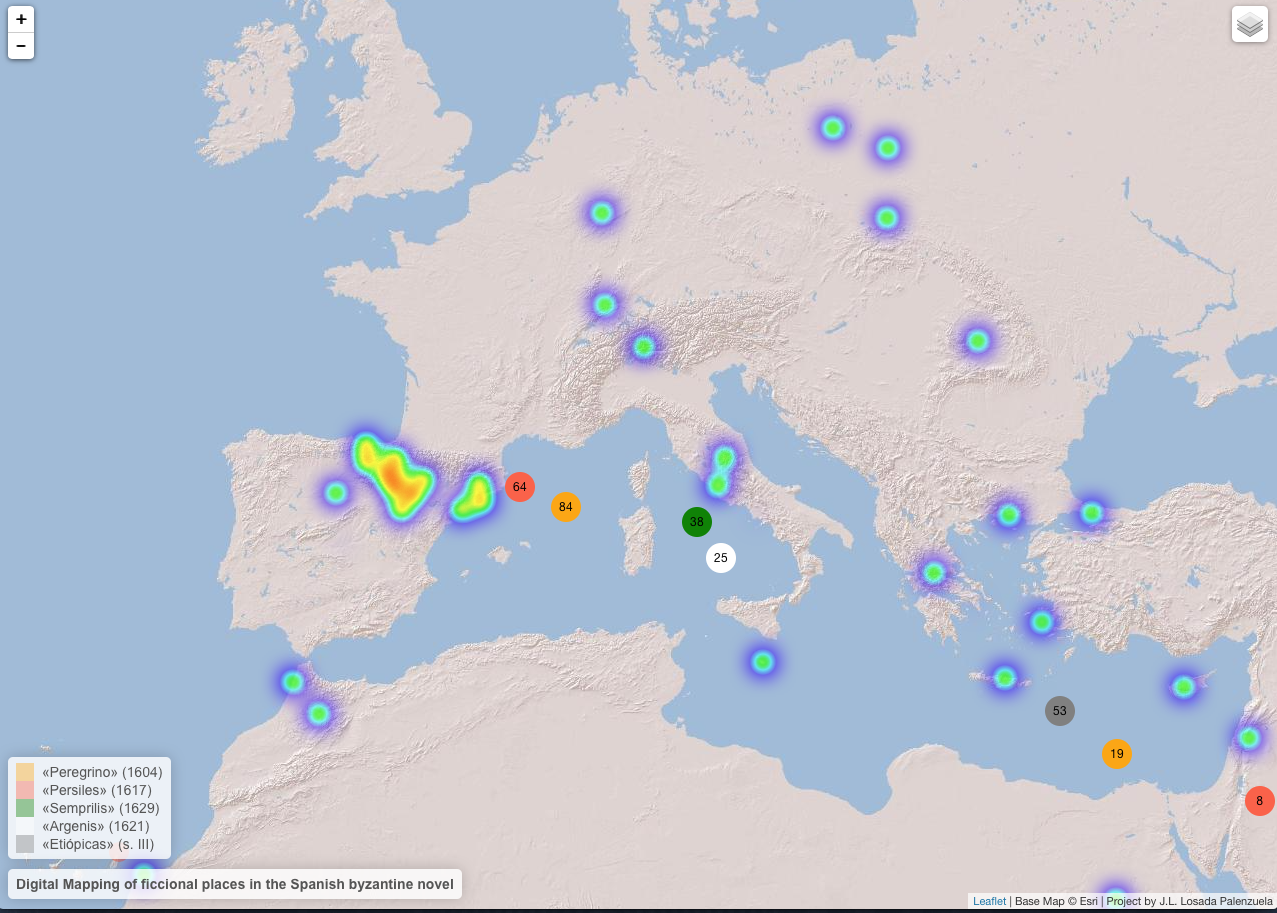 +
−
64
84
38
25
53
19
8
«Peregrino» (1604)
«Persiles» (1617)
«Semprilis» (1629)
«Argenis» (1621)
«Etiópicas» (s. III)
Digital Mapping of ficcional places in the Spanish byzantine novel
Leaflet | Base Map © Esri | Project by J.L. Losada Palenzuela